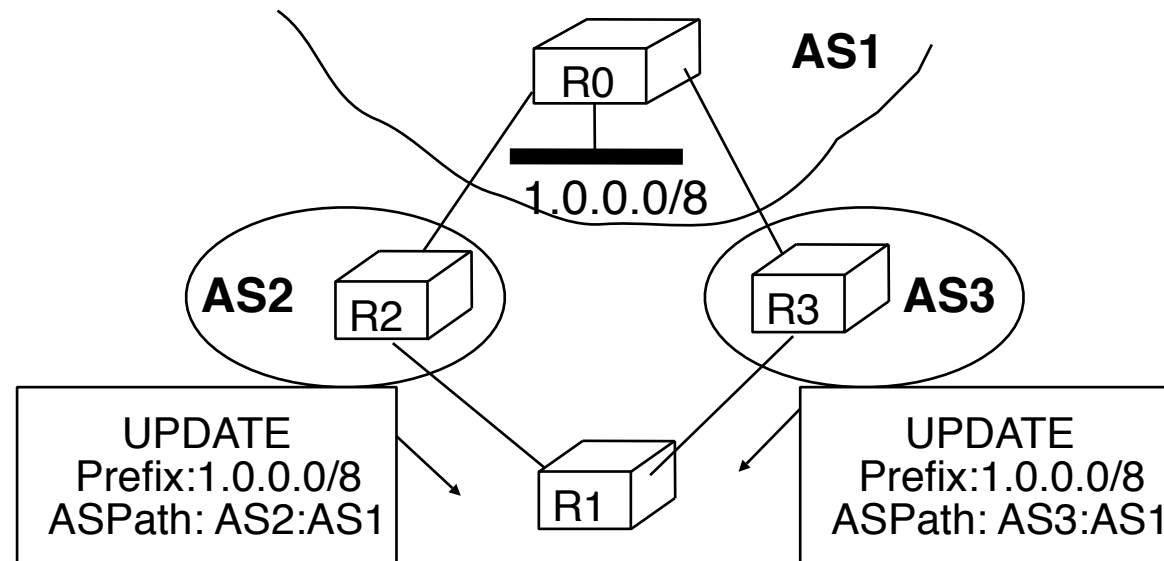 AS1
R0
1.0.0.0/8
AS2
R2
R3
AS3
UPDATE
Prefix:1.0.0.0/8
ASPath: AS2:AS1
R1
UPDATE
Prefix:1.0.0.0/8
ASPath: AS3:AS1